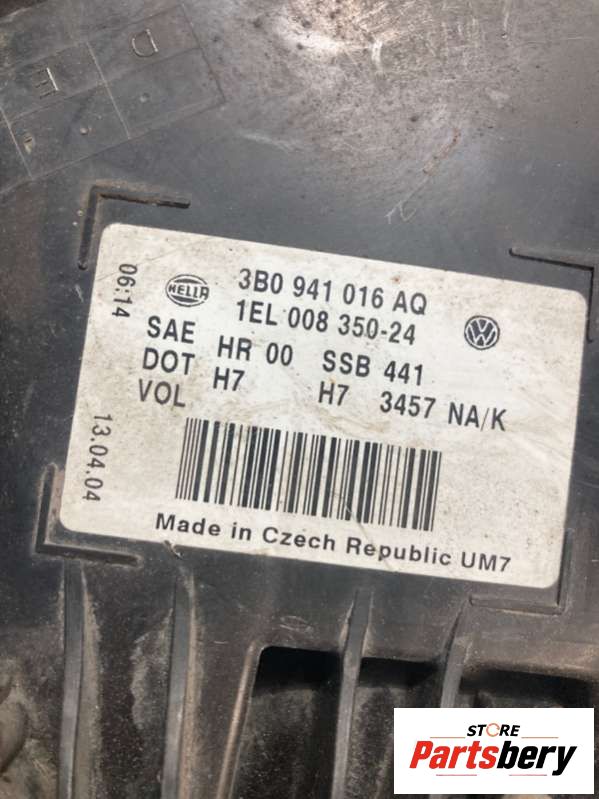 D
E
06:14
13.04.04
HELLA
3B0 941 016 AQ
1EL 008 350-24
VW
SAE HR 00 SSB 441
DOT H7 H7 3457 NA/K
VOL
Made in Czech Republic UM7
STORE
Partsbery